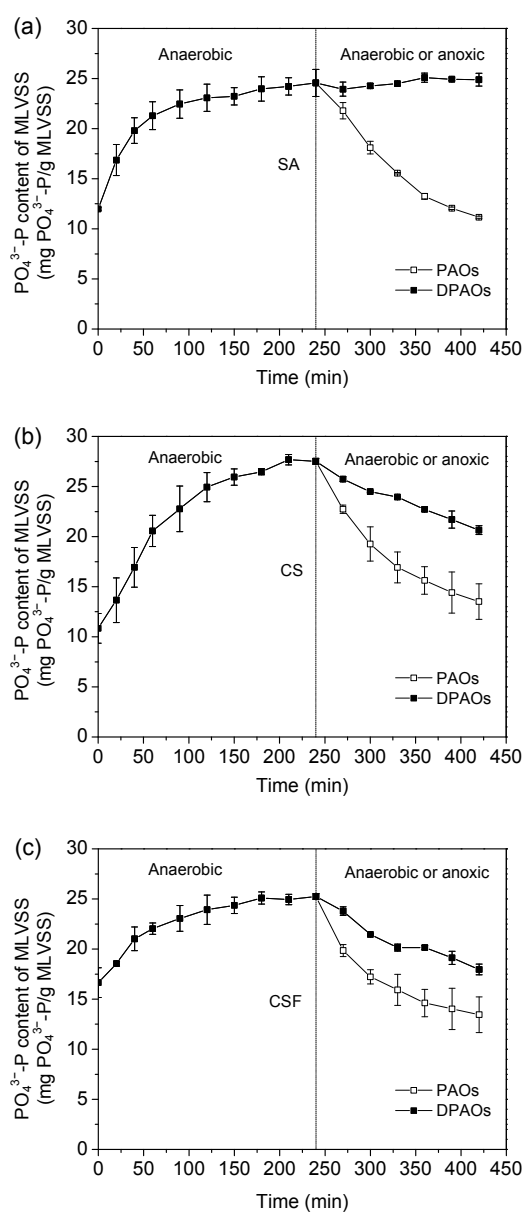 (a)
Anaerobic
Anaerobic or anoxic
SA
PAOs
DPAOs
PO₄³⁻-P content of MLVSS
(mg PO₄³⁻-P/g MLVSS)
30
25
20
15
10
5
0
0 50 100 150 200 250 300 350 400 450
Time (min)
(b)
Anaerobic
Anaerobic or anoxic
CS
PAOs
DPAOs
PO₄³⁻-P content of MLVSS
(mg PO₄³⁻-P/g MLVSS)
30
25
20
15
10
5
0
0 50 100 150 200 250 300 350 400 450
Time (min)
(c)
Anaerobic
Anaerobic or anoxic
CSF
PAOs
DPAOs
PO₄³⁻-P content of MLVSS
(mg PO₄³⁻-P/g MLVSS)
30
25
20
15
10
5
0
0 50 100 150 200 250 300 350 400 450
Time (min)